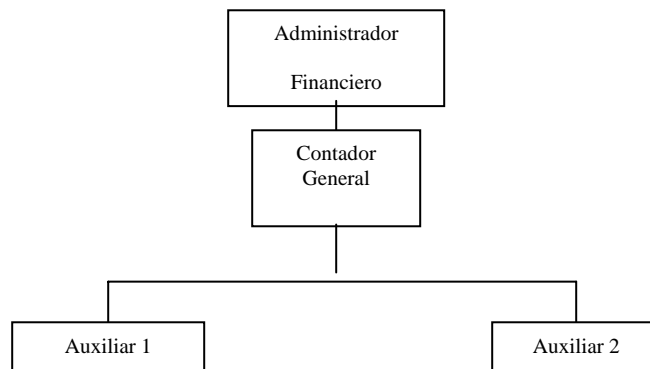 Administrador
Financiero
Contador
General
Auxiliar 1
Auxiliar 2